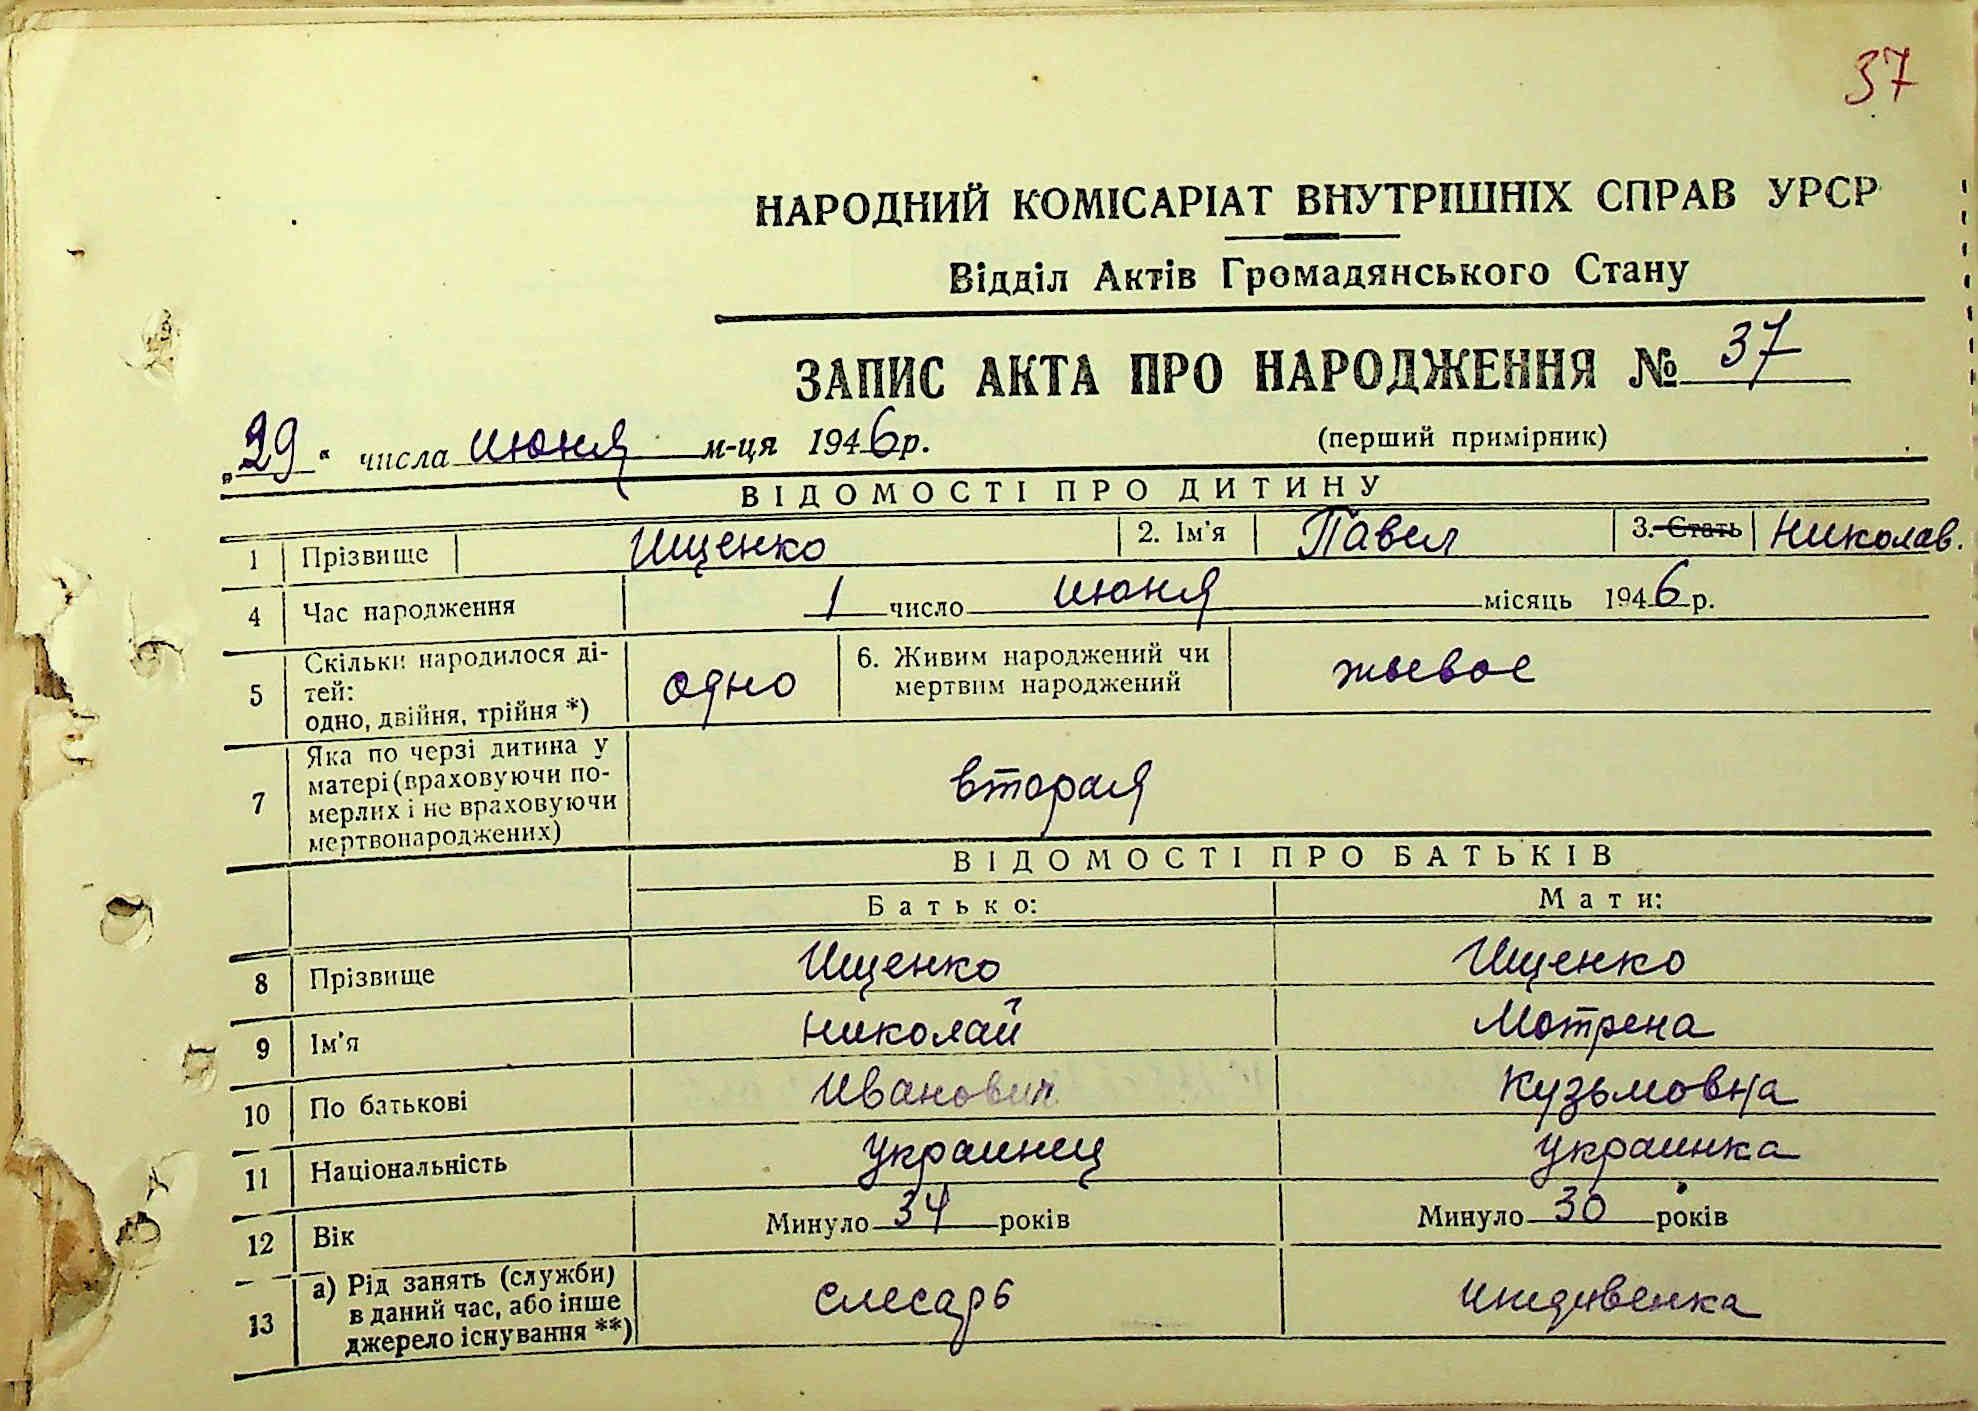 37
НАРОДНИЙ КОМІСАРІАТ ВНУТРІШНІХ СПРАВ УРСР
Відділ Актів Громадянського Стану
ЗАПИС АКТА ПРО НАРОДЖЕННЯ № 37
„29“ числа июня м-ця 1946 р.
(перший примірник)
ВІДОМОСТІ ПРО ДИТИНУ
1 Прізвище Ищенко 2. Ім'я Павел 3. Стать Николав.
4 Час народження 1 число июня місяць 1946 р.
5 Скільки народилося ді-
тей:
одно, двійня, трійня *) одно
6. Живим народжений чи
мертвим народжений живое
7 Яка по черзі дитина у
матері (враховуючи по-
мерлих і не враховуючи
мертвонароджених) вторая
ВІДОМОСТІ ПРО БАТЬКІВ
Батько: Мати:
8 Прізвище Ищенко Ищенко
9 Ім'я Николай Мотрена
10 По батькові Иванович Кузьмовна
11 Національність украинец украинка
12 Вік Минуло 34 років Минуло 30 років
13 а) Рід занять (служби)
в даний час, або інше
джерело існування **) слесарь иждивенка